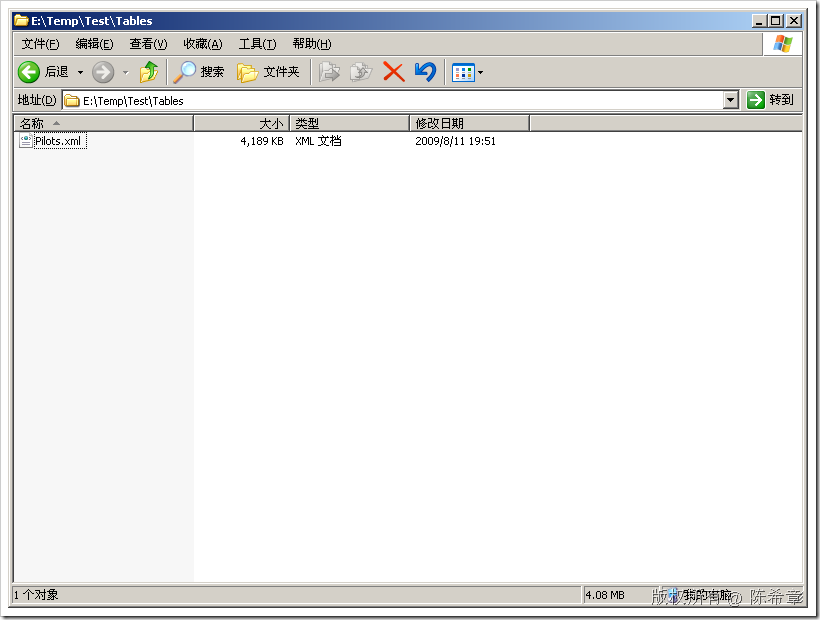 E:\Temp\Test\Tables
文件(F) 编辑(E) 查看(V) 收藏(A) 工具(T) 帮助(H)
后退 搜索 文件夹
地址(D) E:\Temp\Test\Tables 转到
名称 大小 类型 修改日期
Pilots.xml 4,189 KB XML 文档 2009/8/11 19:51
1 个对象 4.08 MB 我的电脑
版权所有 @ 陈希章